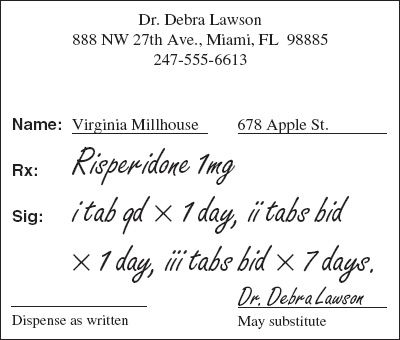 Dr. Debra Lawson
888 NW 27th Ave., Miami, FL 98885
247-555-6613
Name: Virginia Millhouse 678 Apple St.
Rx: Risperidone 1mg
Sig: i tab qd × 1 day, ii tabs bid
× 1 day, iii tabs bid × 7 days.
Dr. Debra Lawson
Dispense as written May substitute